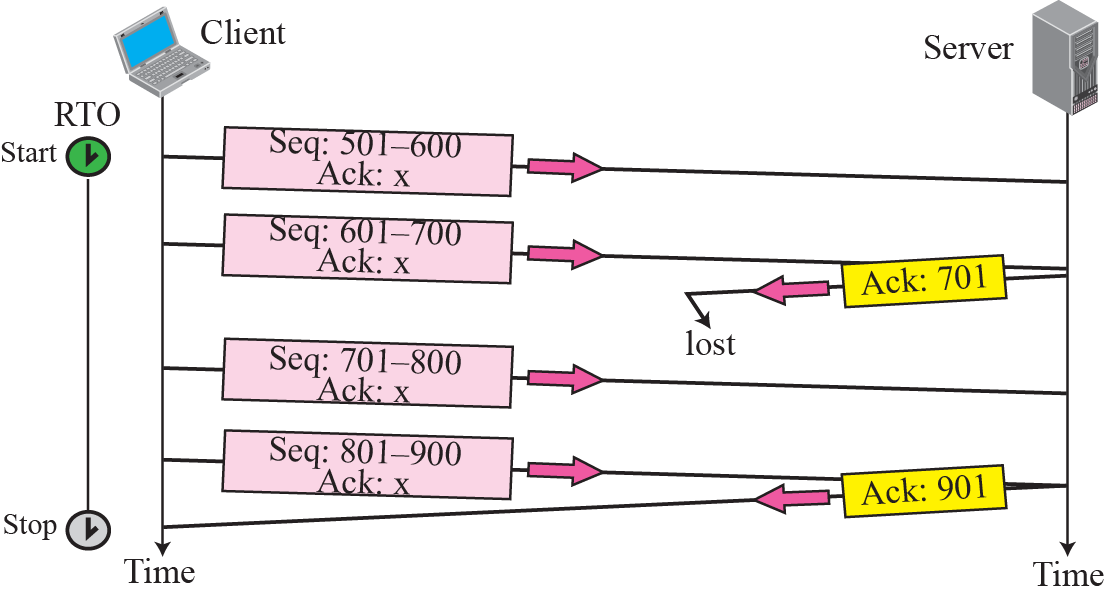 Client
Server
RTO
Start
Seq: 501–600
Ack: x
Seq: 601–700
Ack: x
Ack: 701
lost
Seq: 701–800
Ack: x
Seq: 801–900
Ack: x
Ack: 901
Stop
Time
Time